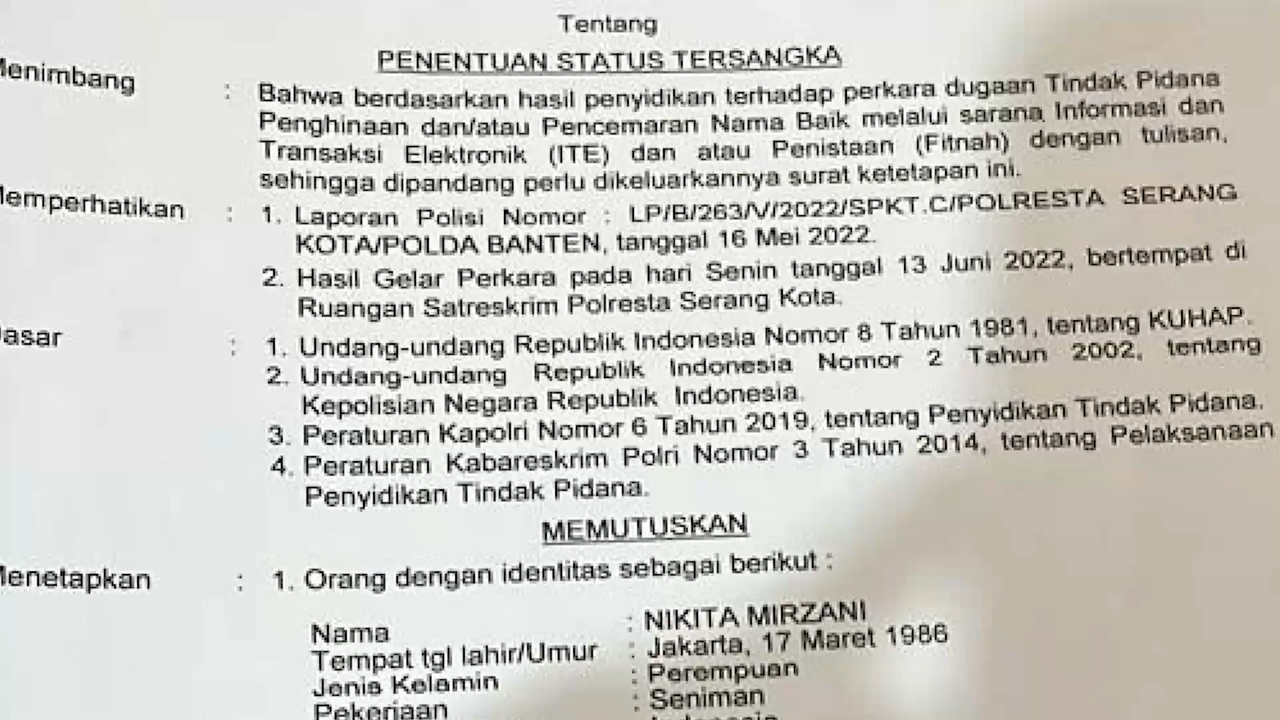 Tentang
PENENTUAN STATUS TERSANGKA
Menimbang : Bahwa berdasarkan hasil penyidikan terhadap perkara dugaan Tindak Pidana
Penghinaan dan/atau Pencemaran Nama Baik melalui sarana Informasi dan
Transaksi Elektronik (ITE) dan atau Penistaan (Fitnah) dengan tulisan,
sehingga dipandang perlu dikeluarkannya surat ketetapan ini.
Memperhatikan : 1. Laporan Polisi Nomor : LP/B/263/V/2022/SPKT.C/POLRESTA SERANG
KOTA/POLDA BANTEN, tanggal 16 Mei 2022.
2. Hasil Gelar Perkara pada hari Senin tanggal 13 Juni 2022, bertempat di
Ruangan Satreskrim Polresta Serang Kota.
asar : 1. Undang-undang Republik Indonesia Nomor 8 Tahun 1981, tentang KUHAP.
2. Undang-undang Republik Indonesia Nomor 2 Tahun 2002, tentang
Kepolisian Negara Republik Indonesia.
3. Peraturan Kapolri Nomor 6 Tahun 2019, tentang Penyidikan Tindak Pidana.
4. Peraturan Kabareskrim Polri Nomor 3 Tahun 2014, tentang Pelaksanaan
Penyidikan Tindak Pidana.
MEMUTUSKAN
Menetapkan : 1. Orang dengan identitas sebagai berikut :
Nama : NIKITA MIRZANI
Tempat tgl lahir/Umur : Jakarta, 17 Maret 1986
Jenis Kelamin : Perempuan
Pekerjaan : Seniman
: Indonesia